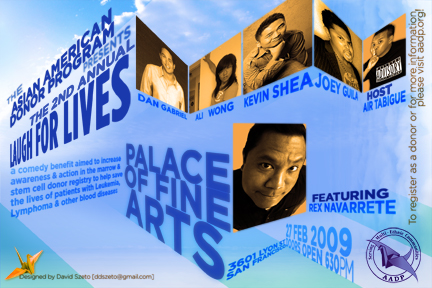 THE
ASIAN AMERICAN
DONOR PROGRAM
PRESENTS
THE 2ND ANNUAL
LAUGH FOR LIVES
a comedy benefit aimed to increase
awareness & action in the marrow &
stem cell donor registry to help save
the lives of patients with Leukemia,
Lymphoma & other blood diseases
DAN GABRIEL
ALI WONG
KEVIN SHEA
JOEY GUILA
HOST
AIR TABIGUE
PALACE
OF FINE
ARTS
3601 LYON ST
SAN FRANCISCO
FEATURING
REX NAVARRETE
27 FEB 2009
DOORS OPEN 630PM
To register as a donor or for more information,
please visit aadp.org!
AADP
Designed by David Szeto [ddszeto@gmail.com]